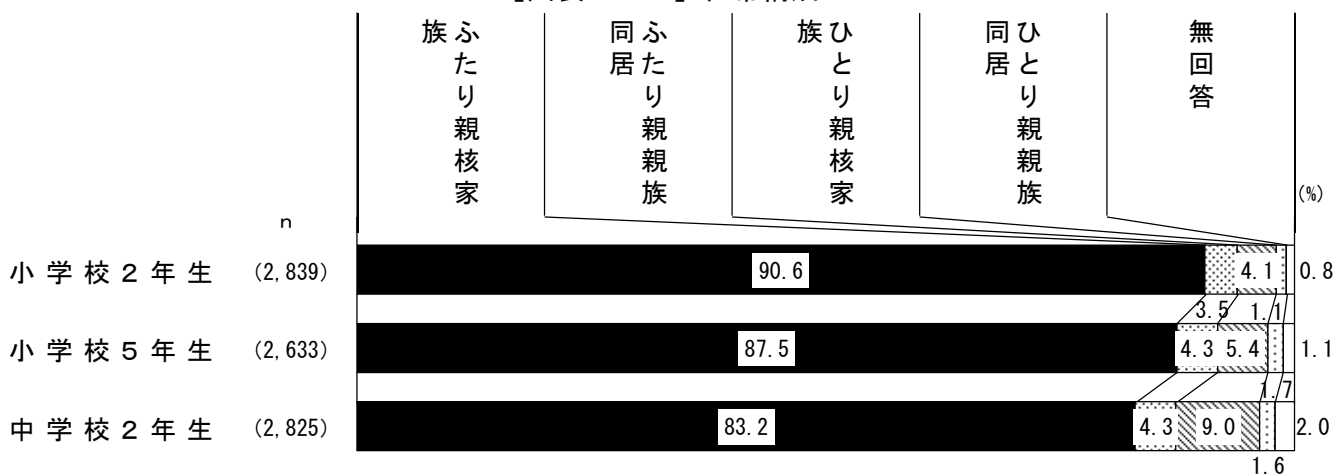 ふたり親核家族
ふたり親親族同居
ひとり親核家族
ひとり親親族同居
無回答
(%)
n
小学校2年生 (2,839) 90.6 4.1 0.8
3.5 1.1
小学校5年生 (2,633) 87.5 4.3 5.4 1.1
1.7
中学校2年生 (2,825) 83.2 4.3 9.0 2.0
1.6